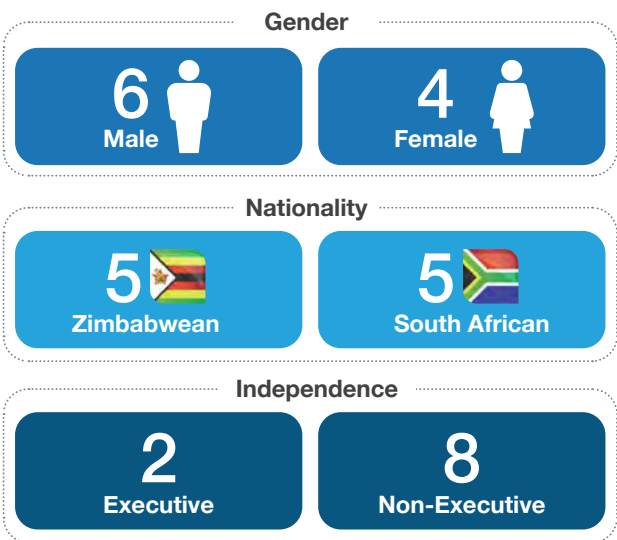 Gender
6
4
Male
Female
Nationality
5
5
Zimbabwean
South African
Independence
2
8
Executive
Non-Executive